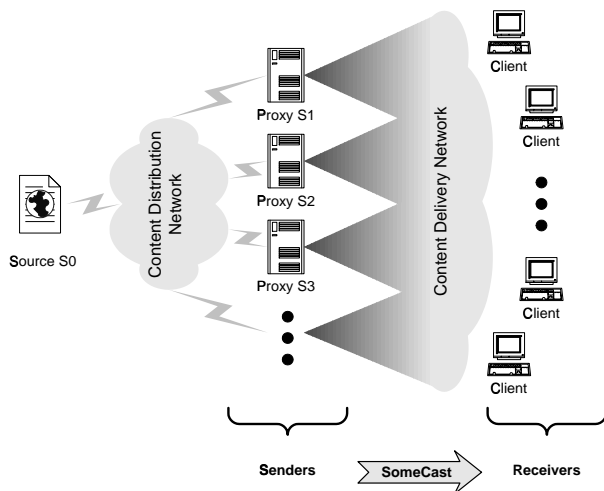 Client
Proxy S1
Client
Content Distribution
Network
Proxy S2
Content Delivery Network
Source S0
Proxy S3
Client
Client
Senders
SomeCast
Receivers